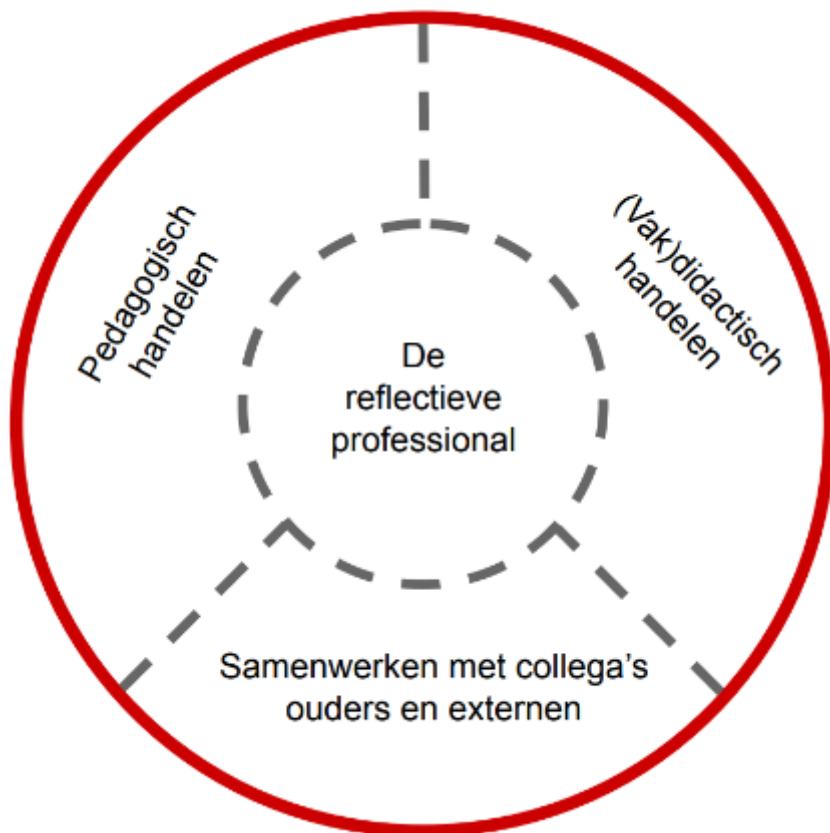 Pedagogisch
handelen
(Vak)didactisch
handelen
De
reflectieve
professional
Samenwerken met collega's
ouders en externen